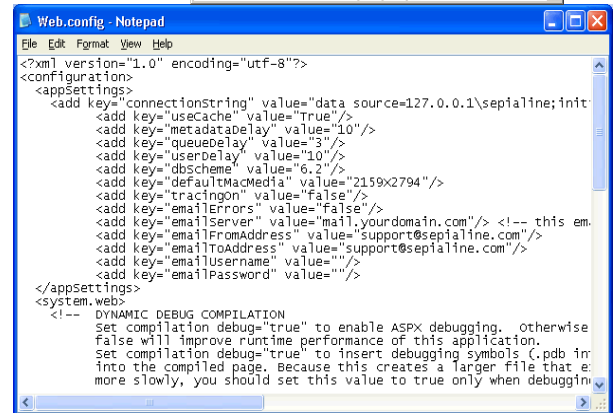 Web.config - Notepad
File Edit Format View Help
<?xml version="1.0" encoding="utf-8"?>
<configuration>
<appSettings>
<add key="connectionString" value="data source=127.0.0.1\sepialine;init
<add key="useCache" value="True"/>
<add key="metadataDelay" value="10"/>
<add key="queueDelay" value="3"/>
<add key="userDelay" value="10"/>
<add key="dbScheme" value="6.2"/>
<add key="defaultMacMedia" value="2159x2794"/>
<add key="tracingOn" value="false"/>
<add key="emailErrors" value="false"/>
<add key="emailServer" value="mail.yourdomain.com"/> <!-- this ema
<add key="emailFromAddress" value="support@sepialine.com"/>
<add key="emailToAddress" value="support@sepialine.com"/>
<add key="emailUsername" value=""/>
<add key="emailPassword" value=""/>
</appSettings>
<system.web>
<!-- DYNAMIC DEBUG COMPILATION
Set compilation debug="true" to enable ASPX debugging. Otherwise
false will improve runtime performance of this application.
Set compilation debug="true" to insert debugging symbols (.pdb in
into the compiled page. Because this creates a larger file that e
more slowly, you should set this value to true only when debuggin